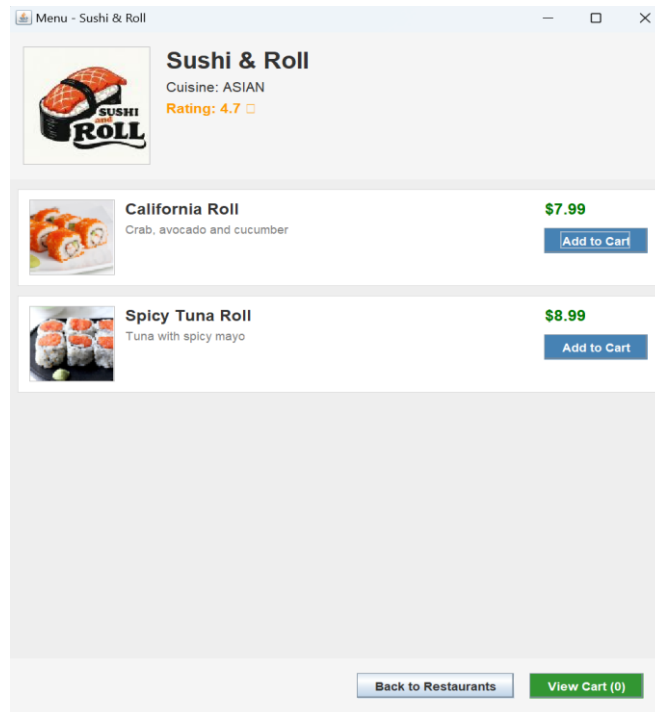 Menu - Sushi & Roll
SUSHI
and
ROLL
Sushi & Roll
Cuisine: ASIAN
Rating: 4.7 □
California Roll
Crab, avocado and cucumber
$7.99
Add to Cart
Spicy Tuna Roll
Tuna with spicy mayo
$8.99
Add to Cart
Back to Restaurants
View Cart (0)